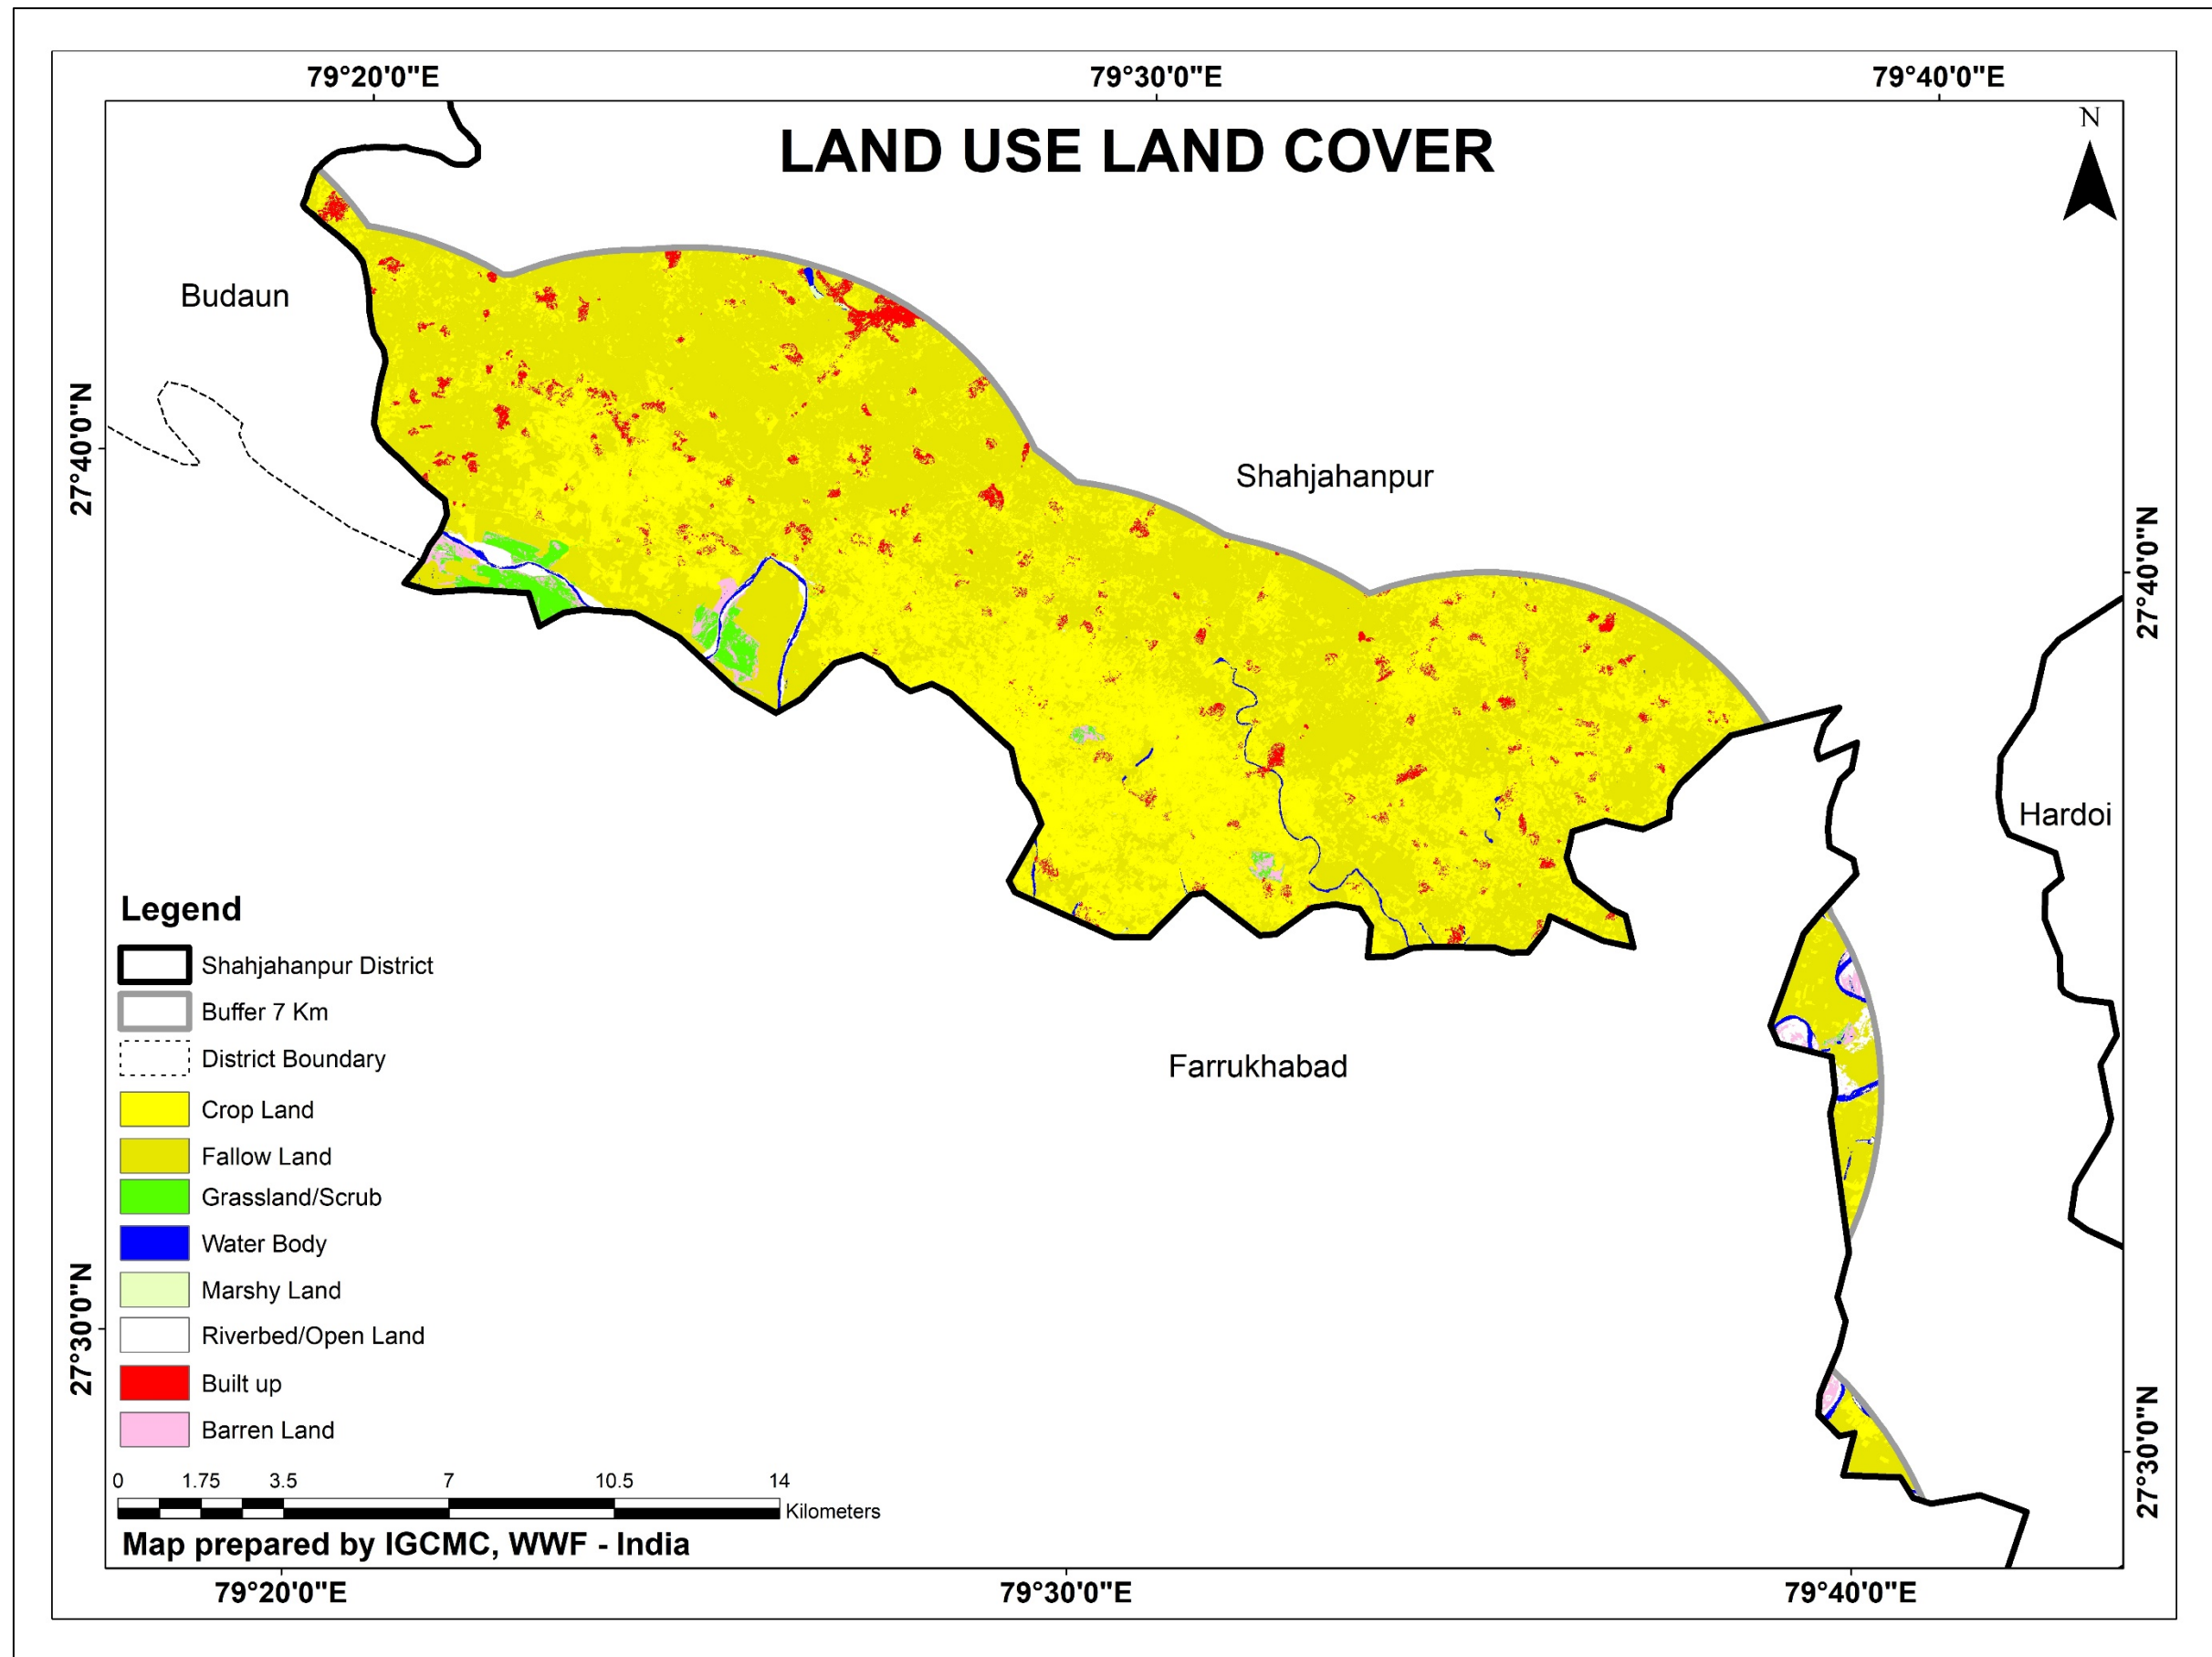 79°20'0"E
79°30'0"E
79°40'0"E
LAND USE LAND COVER
N
Budaun
27°40'0"N
Shahjahanpur
27°40'0"N
Hardoi
Farrukhabad
Legend
Shahjahanpur District
Buffer 7 Km
District Boundary
Crop Land
Fallow Land
Grassland/Scrub
Water Body
Marshy Land
Riverbed/Open Land
Built up
Barren Land
27°30'0"N
27°30'0"N
0 1.75 3.5 7 10.5 14
Kilometers
Map prepared by IGCMC, WWF - India
79°20'0"E
79°30'0"E
79°40'0"E